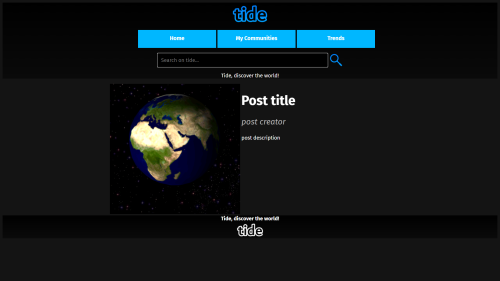 tide
Home My Communities Trends
Search on tide...
Tide, discover the world!
Post title
post creator
post description
Tide, discover the world!
tide